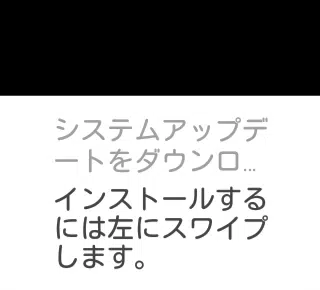 システムアップデ
ートをダウンロ...
インストールする
には左にスワイプ
します。